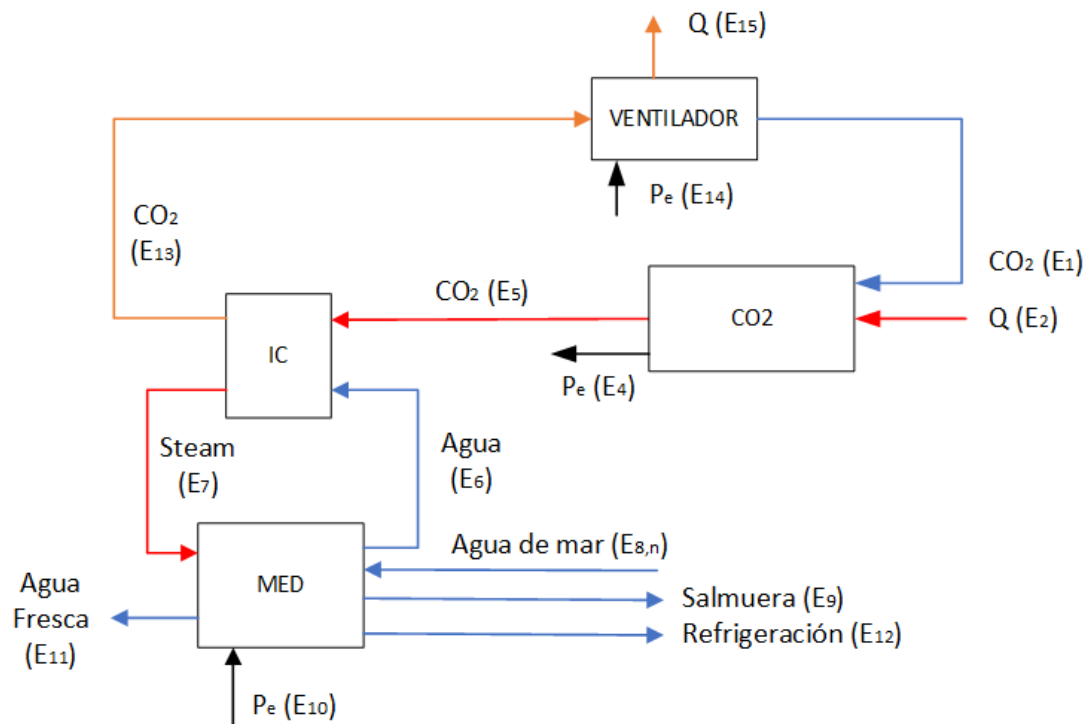 Q (E₁₅)
VENTILADOR
Pₑ (E₁₄)
CO₂
(E₁₃)
CO₂ (E₁)
CO₂ (E₅)
CO2
Q (E₂)
IC
Pₑ (E₄)
Steam
(E₇)
Agua
(E₆)
Agua de mar (E₈,ₙ)
MED
Agua
Fresca
(E₁₁)
Salmuera (E₉)
Refrigeración (E₁₂)
Pₑ (E₁₀)